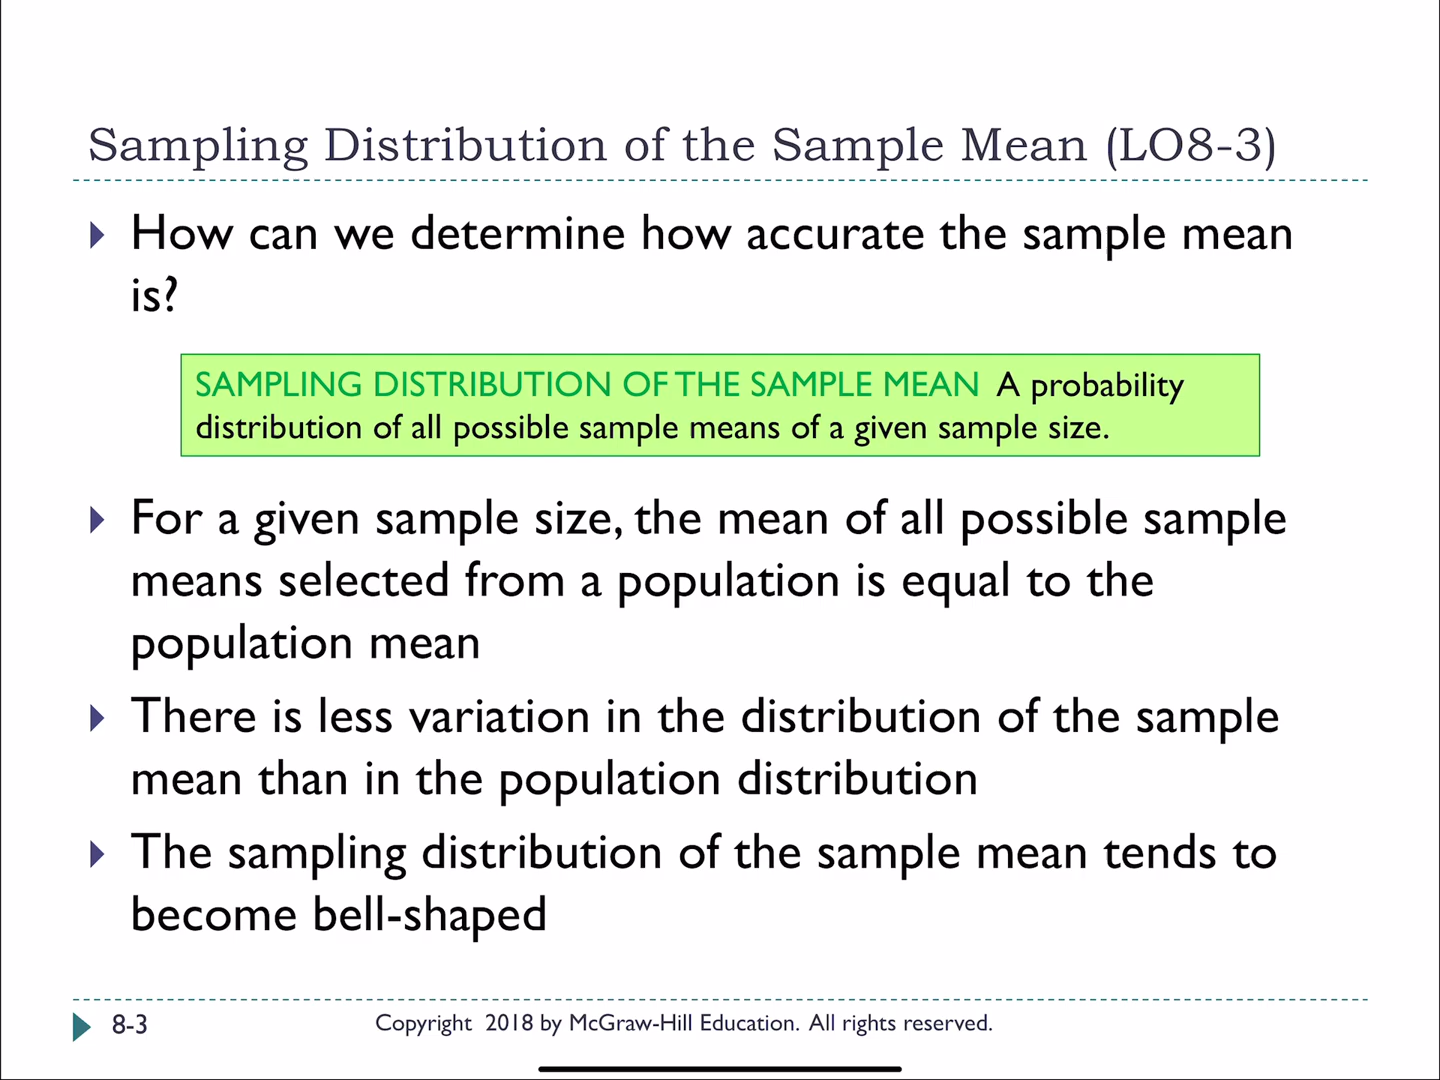 Sampling Distribution of the Sample Mean (LO8-3)
How can we determine how accurate the sample mean
is?
SAMPLING DISTRIBUTION OF THE SAMPLE MEAN A probability
distribution of all possible sample means of a given sample size.
For a given sample size, the mean of all possible sample
means selected from a population is equal to the
population mean
There is less variation in the distribution of the sample
mean than in the population distribution
The sampling distribution of the sample mean tends to
become bell-shaped
8-3 Copyright 2018 by McGraw-Hill Education. All rights reserved.